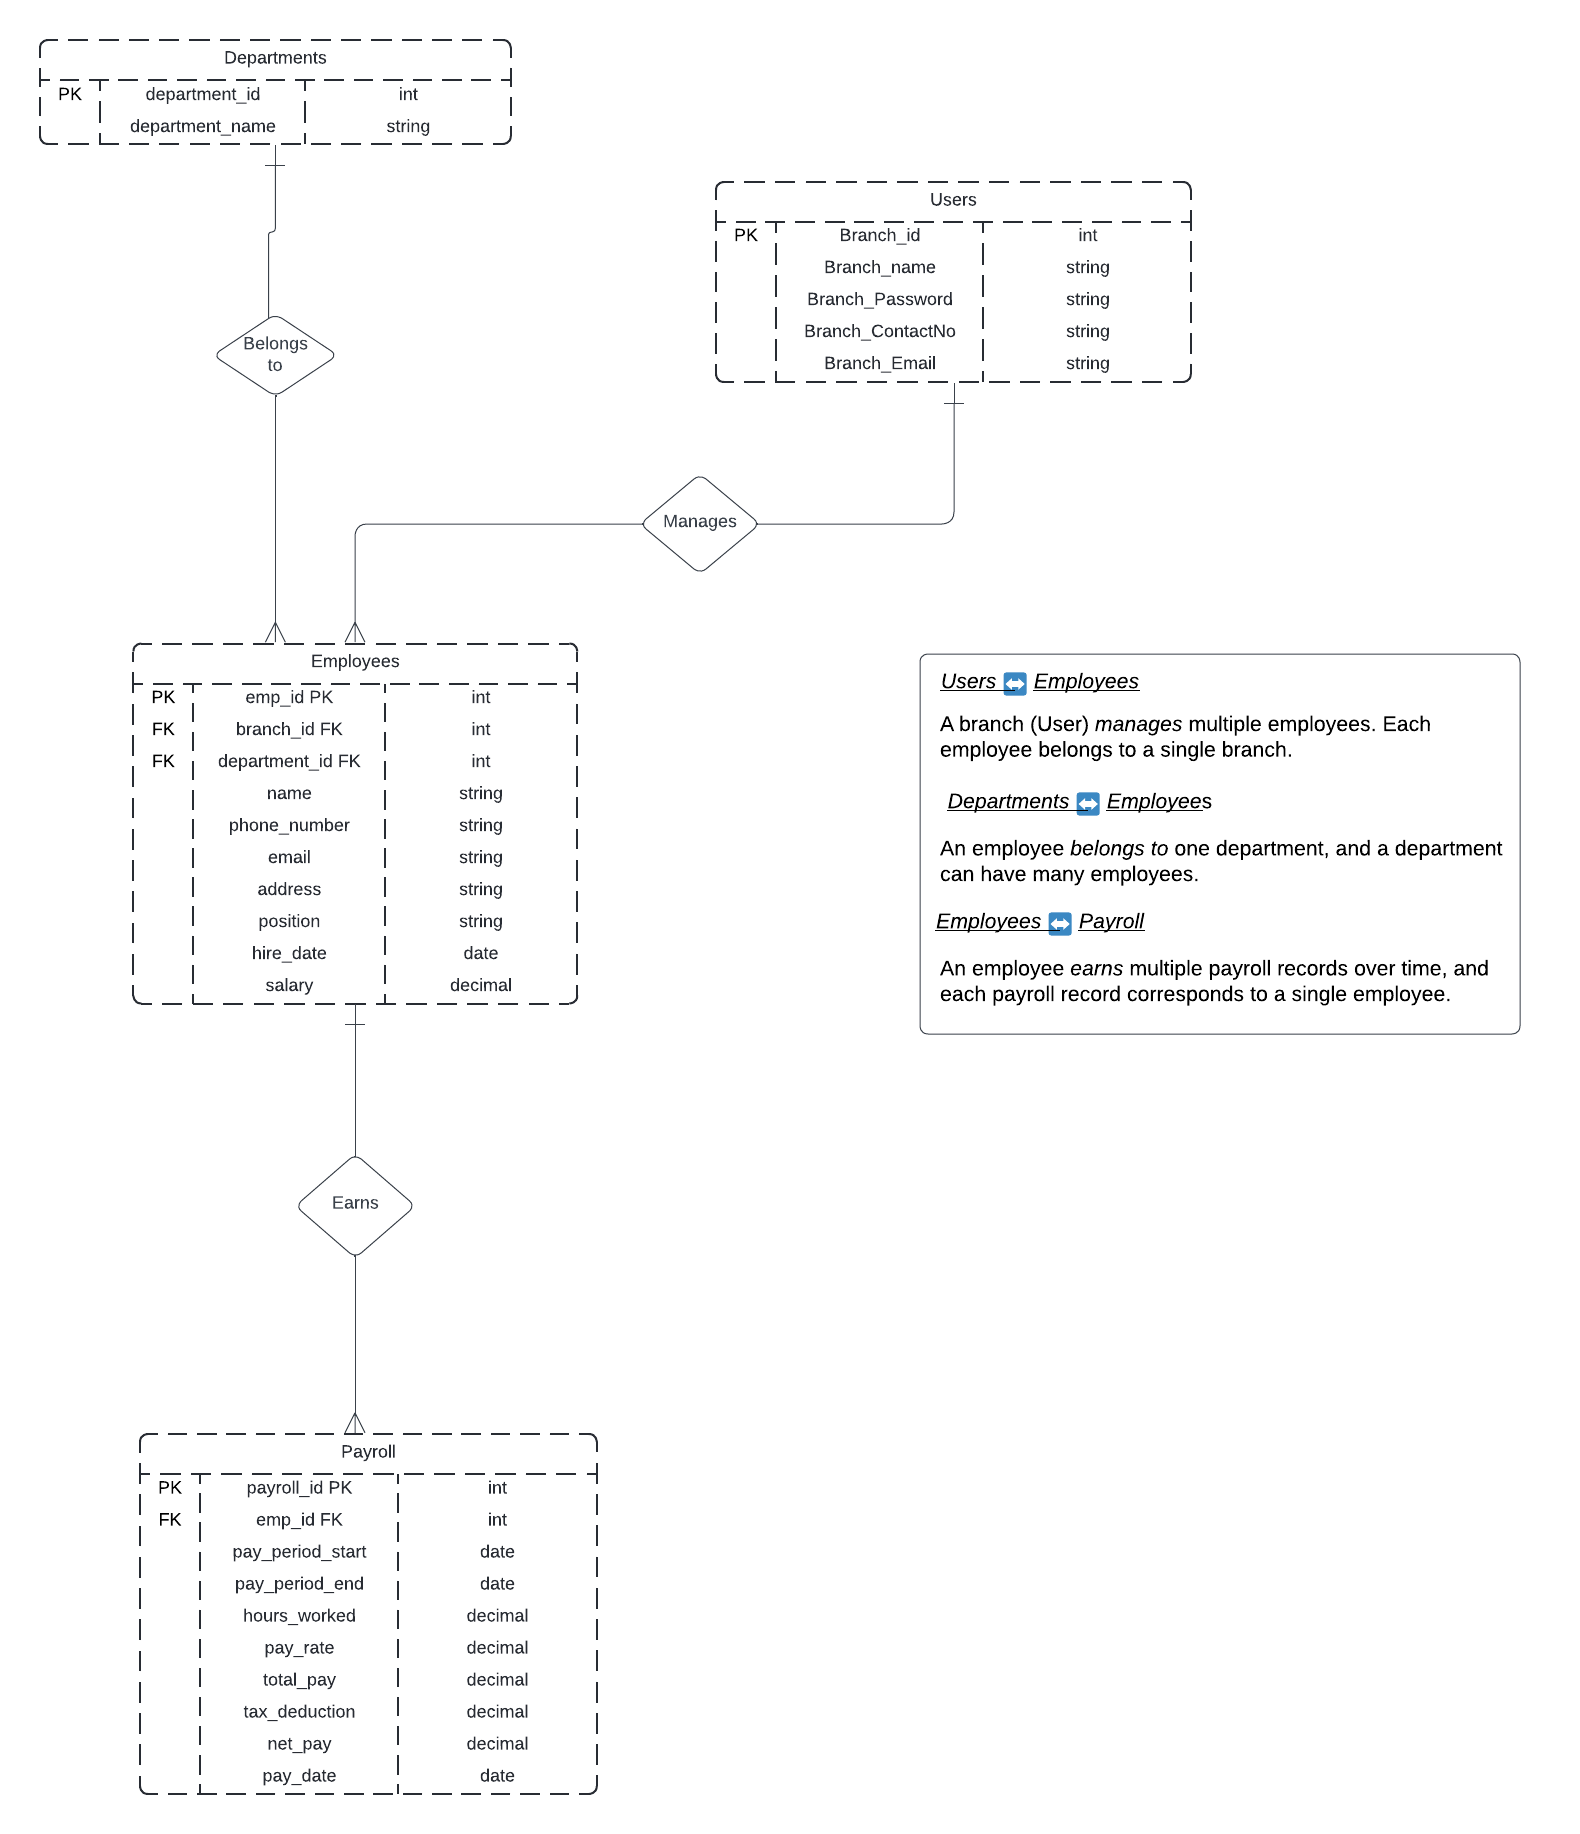 Departments
PK department_id int
department_name string
Users
PK Branch_id int
Branch_name string
Branch_Password string
Branch_ContactNo string
Branch_Email string
Belongs
to
Manages
Employees
PK emp_id PK int
FK branch_id FK int
FK department_id FK int
name string
phone_number string
email string
address string
position string
hire_date date
salary decimal
Users ↔️ Employees
A branch (User) manages multiple employees. Each
employee belongs to a single branch.
Departments ↔️ Employees
An employee belongs to one department, and a department
can have many employees.
Employees ↔️ Payroll
An employee earns multiple payroll records over time, and
each payroll record corresponds to a single employee.
Earns
Payroll
PK payroll_id PK int
FK emp_id FK int
pay_period_start date
pay_period_end date
hours_worked decimal
pay_rate decimal
total_pay decimal
tax_deduction decimal
net_pay decimal
pay_date date